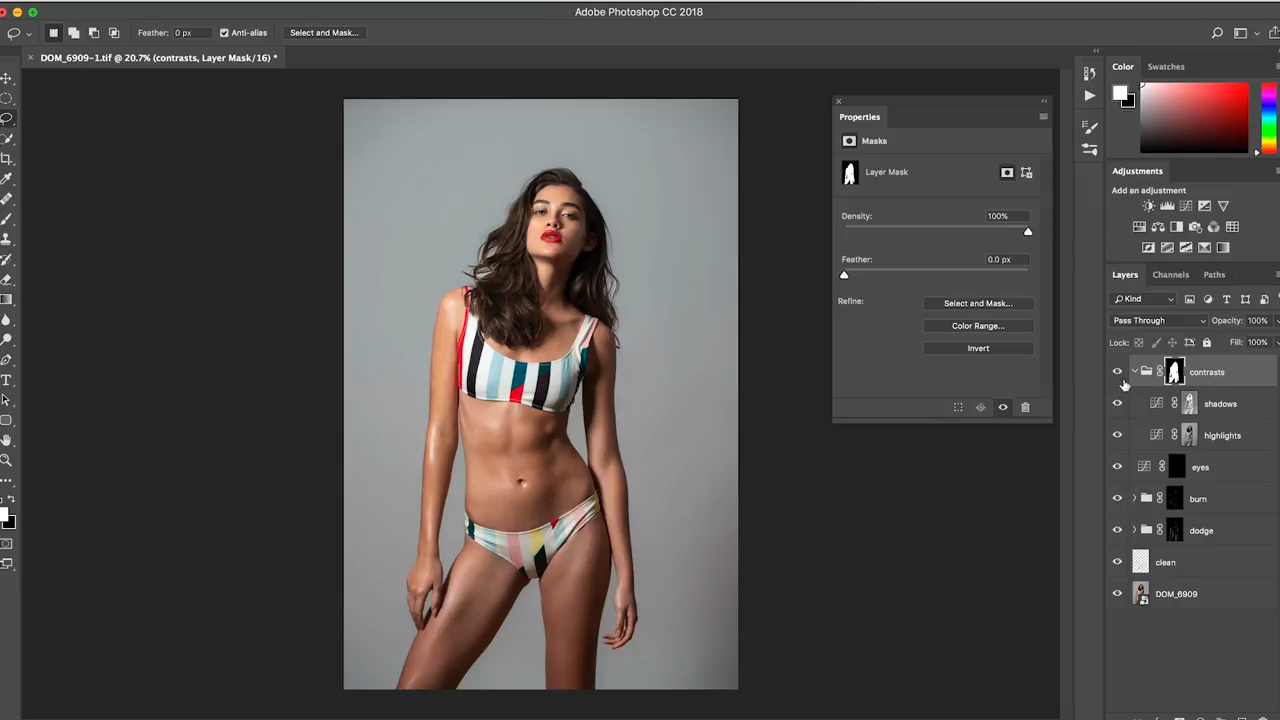 Adobe Photoshop CC 2018
Feather: 0 px Anti-alias Select and Mask...
DOM_6909-1.tif @ 20.7% (contrasts, Layer Mask/16) *
Color Swatches
Properties
Masks
Layer Mask
Density: 100%
Feather: 0.0 px
Refine: Select and Mask...
Color Range...
Invert
Adjustments
Add an adjustment
Layers Channels Paths
Kind
Pass Through Opacity: 100%
Lock: Fill: 100%
contrasts
shadows
highlights
eyes
burn
dodge
clean
DOM_6909